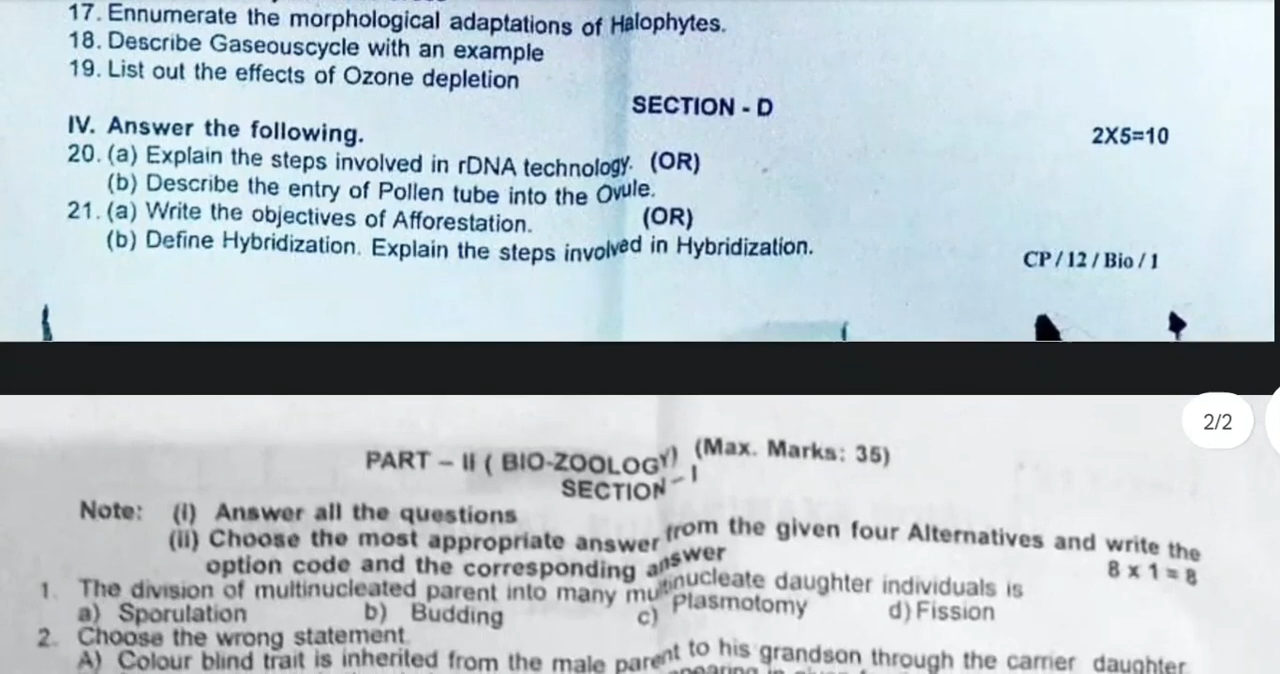 17. Ennumerate the morphological adaptations of Halophytes.
18. Describe Gaseouscycle with an example
19. List out the effects of Ozone depletion
SECTION - D
IV. Answer the following. 2X5=10
20. (a) Explain the steps involved in rDNA technology. (OR)
(b) Describe the entry of Pollen tube into the Ovule.
21. (a) Write the objectives of Afforestation. (OR)
(b) Define Hybridization. Explain the steps involved in Hybridization.
CP / 12 / Bio / 1
2/2
PART – II ( BIO-ZOOLOGY) (Max. Marks: 35)
SECTION – I
Note: (i) Answer all the questions
(ii) Choose the most appropriate answer from the given four Alternatives and write the
option code and the corresponding answer 8 x 1 = 8
1. The division of multinucleated parent into many multinucleate daughter individuals is
a) Sporulation b) Budding c) Plasmotomy d) Fission
2. Choose the wrong statement
A) Colour blind trait is inherited from the male parent to his grandson through the carrier daughter